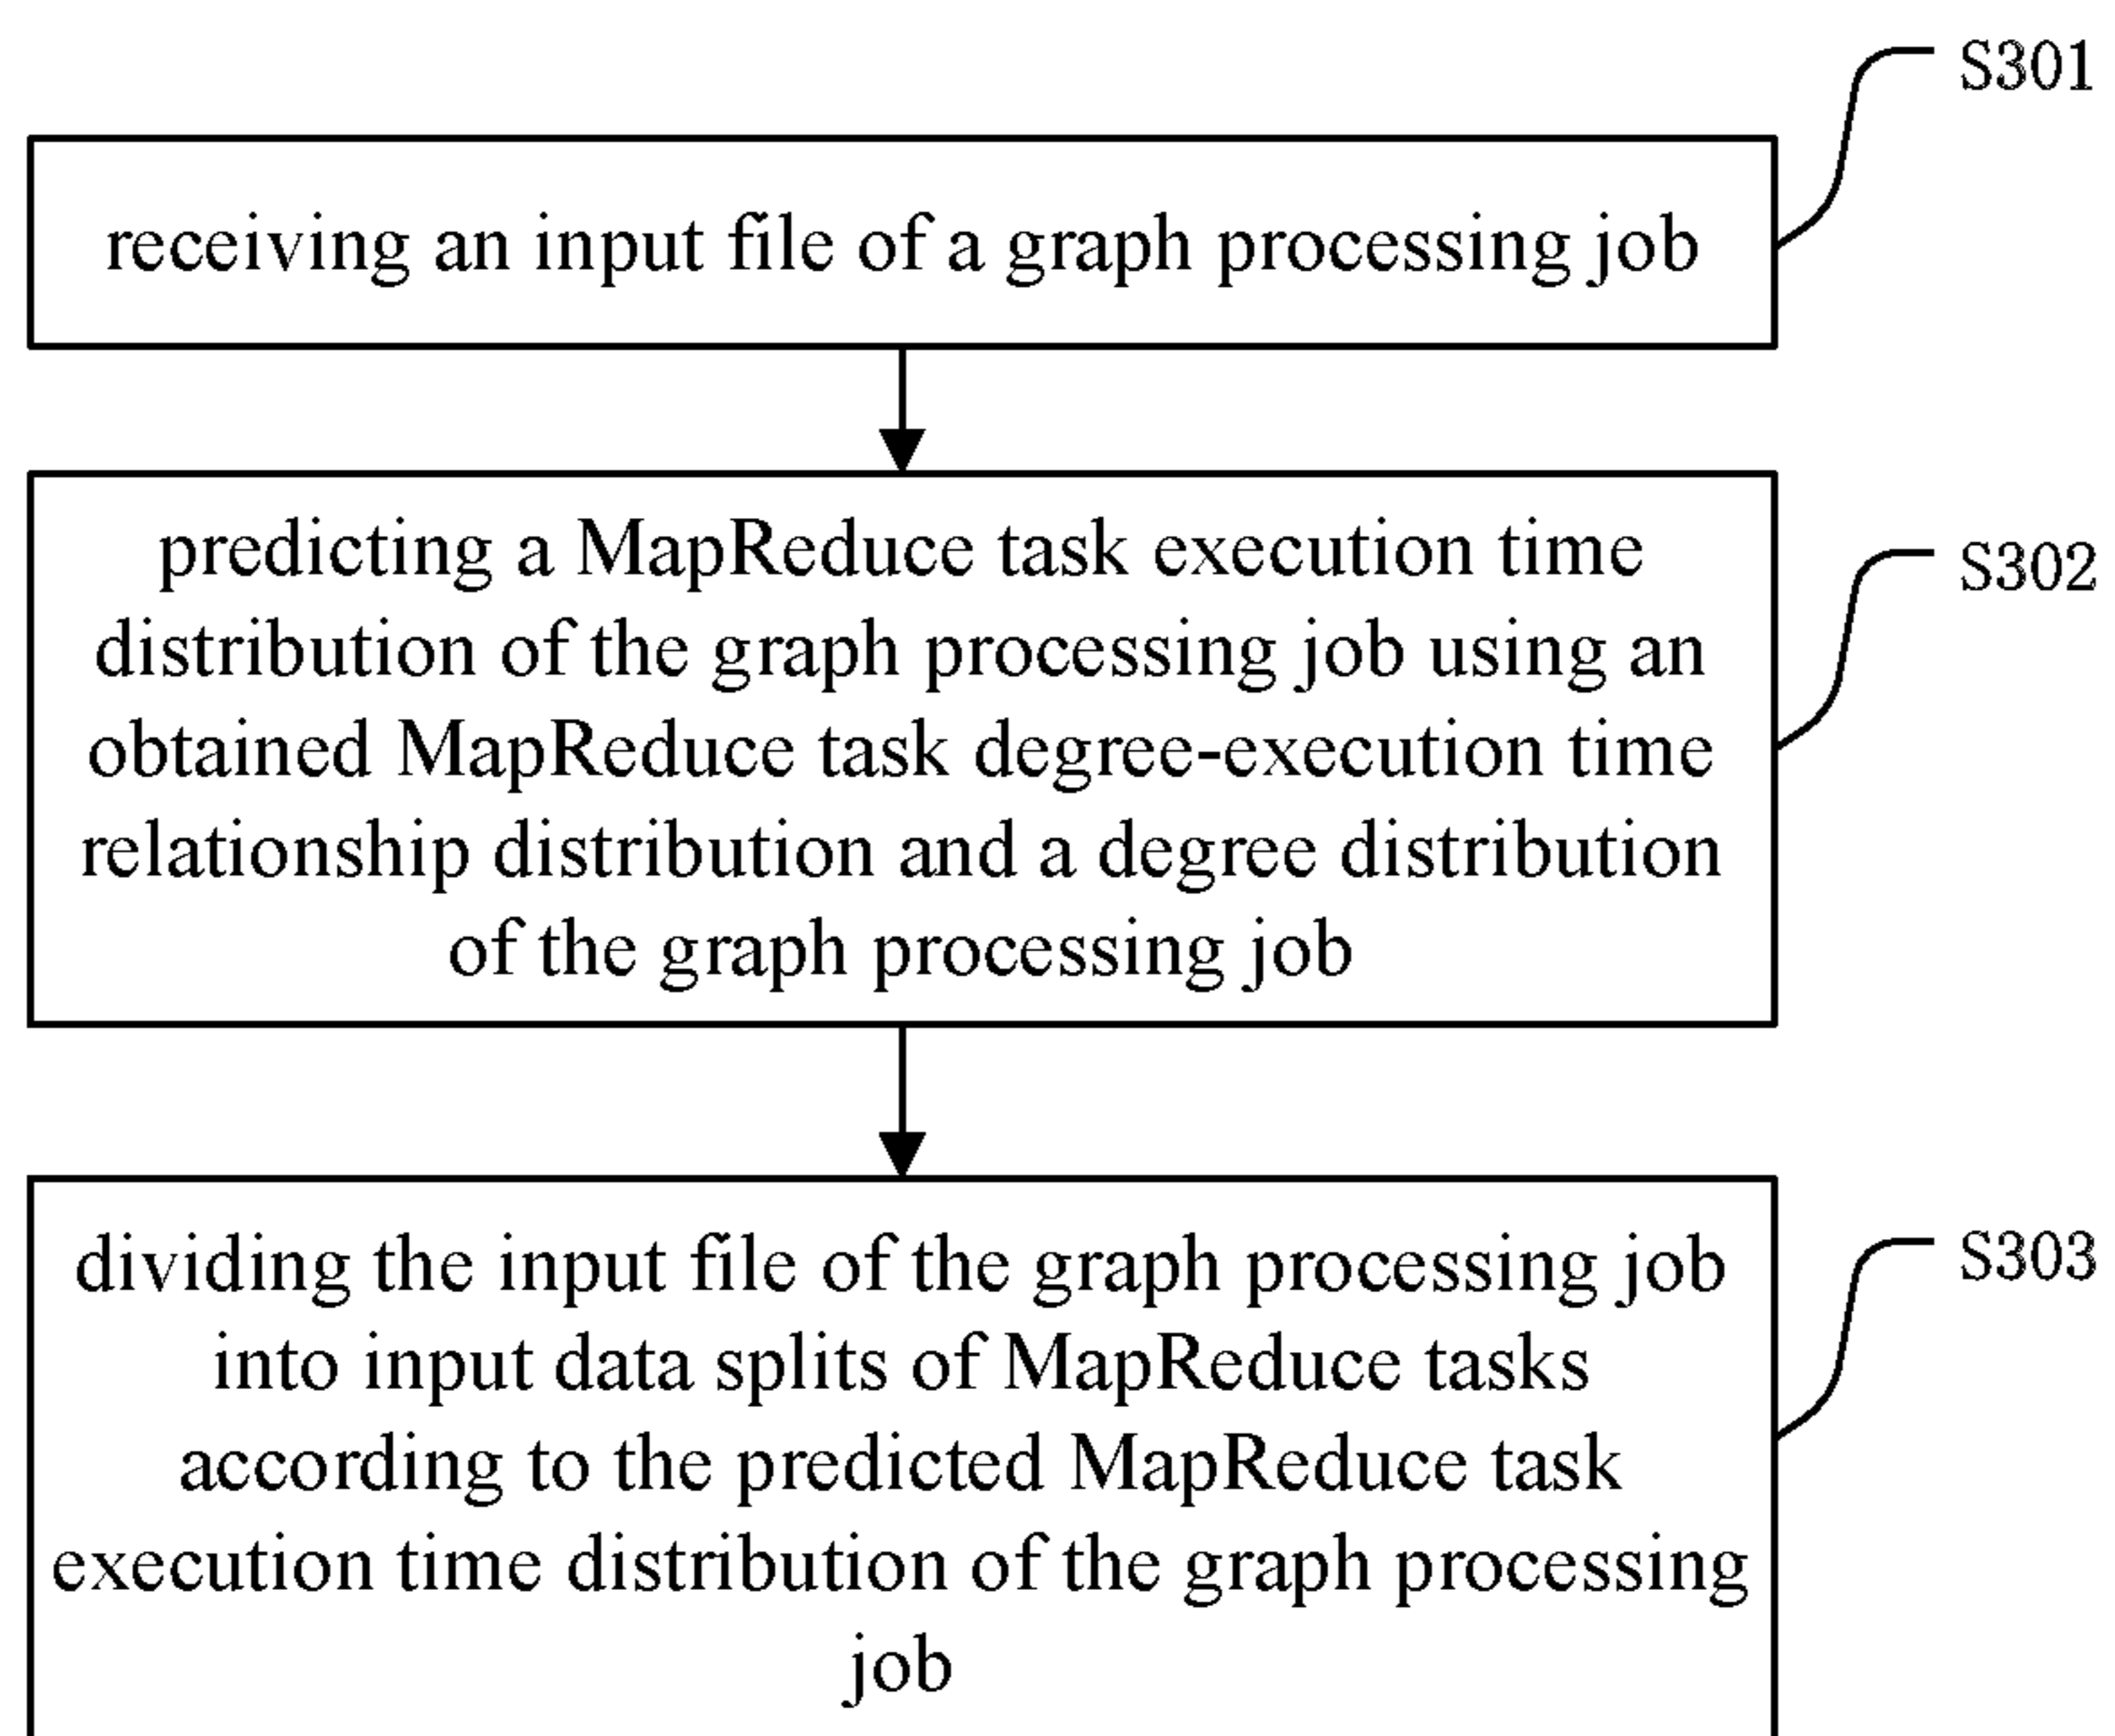 S301
receiving an input file of a graph processing job
predicting a MapReduce task execution time
distribution of the graph processing job using an
obtained MapReduce task degree-execution time
relationship distribution and a degree distribution
of the graph processing job
S302
dividing the input file of the graph processing job
into input data splits of MapReduce tasks
according to the predicted MapReduce task
execution time distribution of the graph processing
job
S303